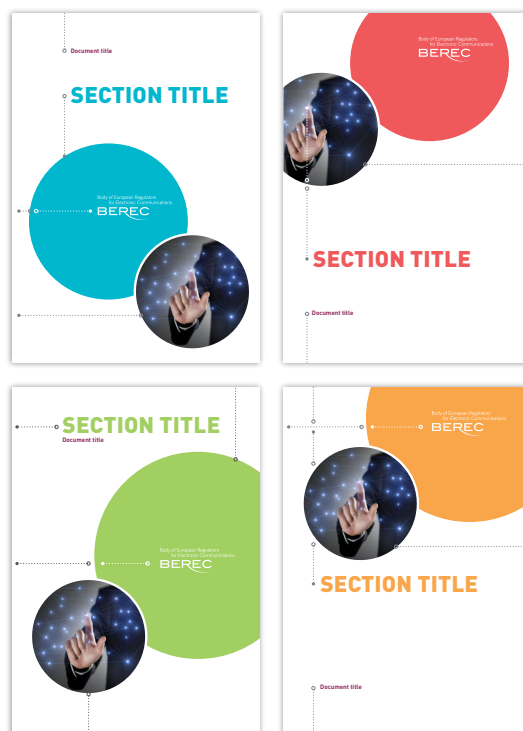 Document title
SECTION TITLE
Body of European Regulators
for Electronic Communications
BEREC
Body of European Regulators
for Electronic Communications
BEREC
SECTION TITLE
Document title
SECTION TITLE
Document title
Body of European Regulators
for Electronic Communications
BEREC
Body of European Regulators
for Electronic Communications
BEREC
SECTION TITLE
Document title